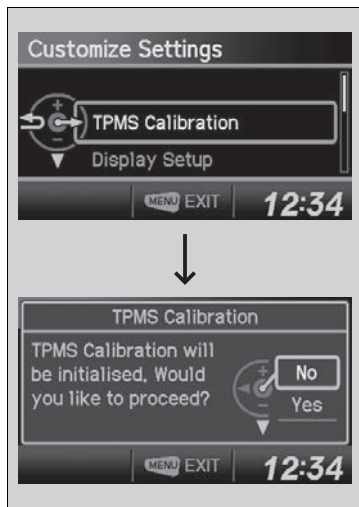 Customize Settings
TPMS Calibration
Display Setup
MENU EXIT 12:34
TPMS Calibration
TPMS Calibration will
be initialised, Would
you like to proceed?
No
Yes
MENU EXIT 12:34